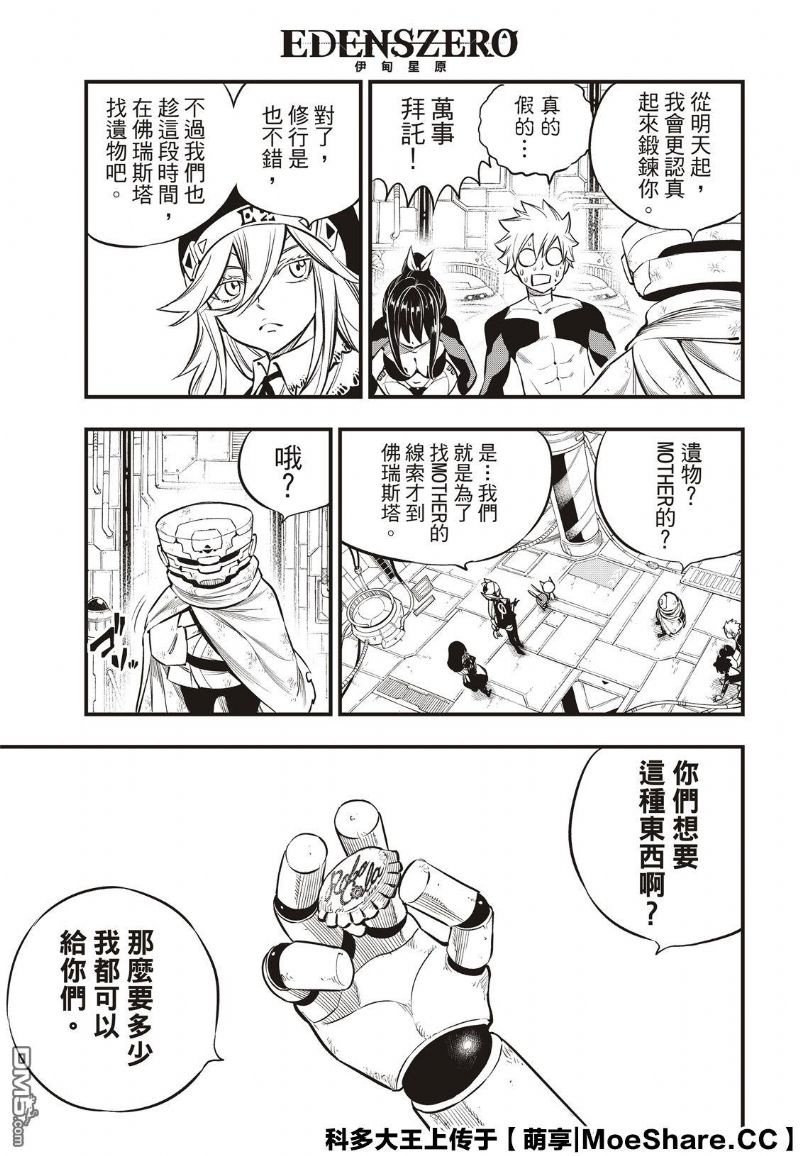 EDENSZERO
伊甸星原
從明天起，
我會更認真
起來鍛鍊你。
真的
假的…
萬事
拜託！
對了，
修行是
也不錯，
不過我們也
趁這段時間，
在佛瑞斯塔
找遺物吧。
遺物？
MOTHER的？
是…我們
就是為了
找MOTHER的
線索才到
佛瑞斯塔。
哦？
ゴソ
你們想要
這種東西啊？
Robo
Cola
那麼要多少
我都可以
給你們。
DM5.com
科多大王上传于【萌享|MoeShare.CC】